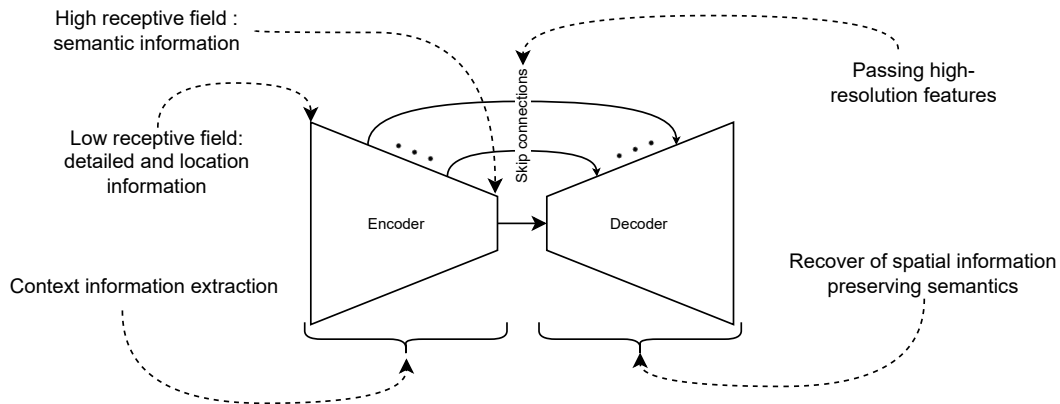 High receptive field :
semantic information
Low receptive field:
detailed and location
information
Context information extraction
Encoder
Skip connections
Decoder
Passing high-
resolution features
Recover of spatial information
preserving semantics